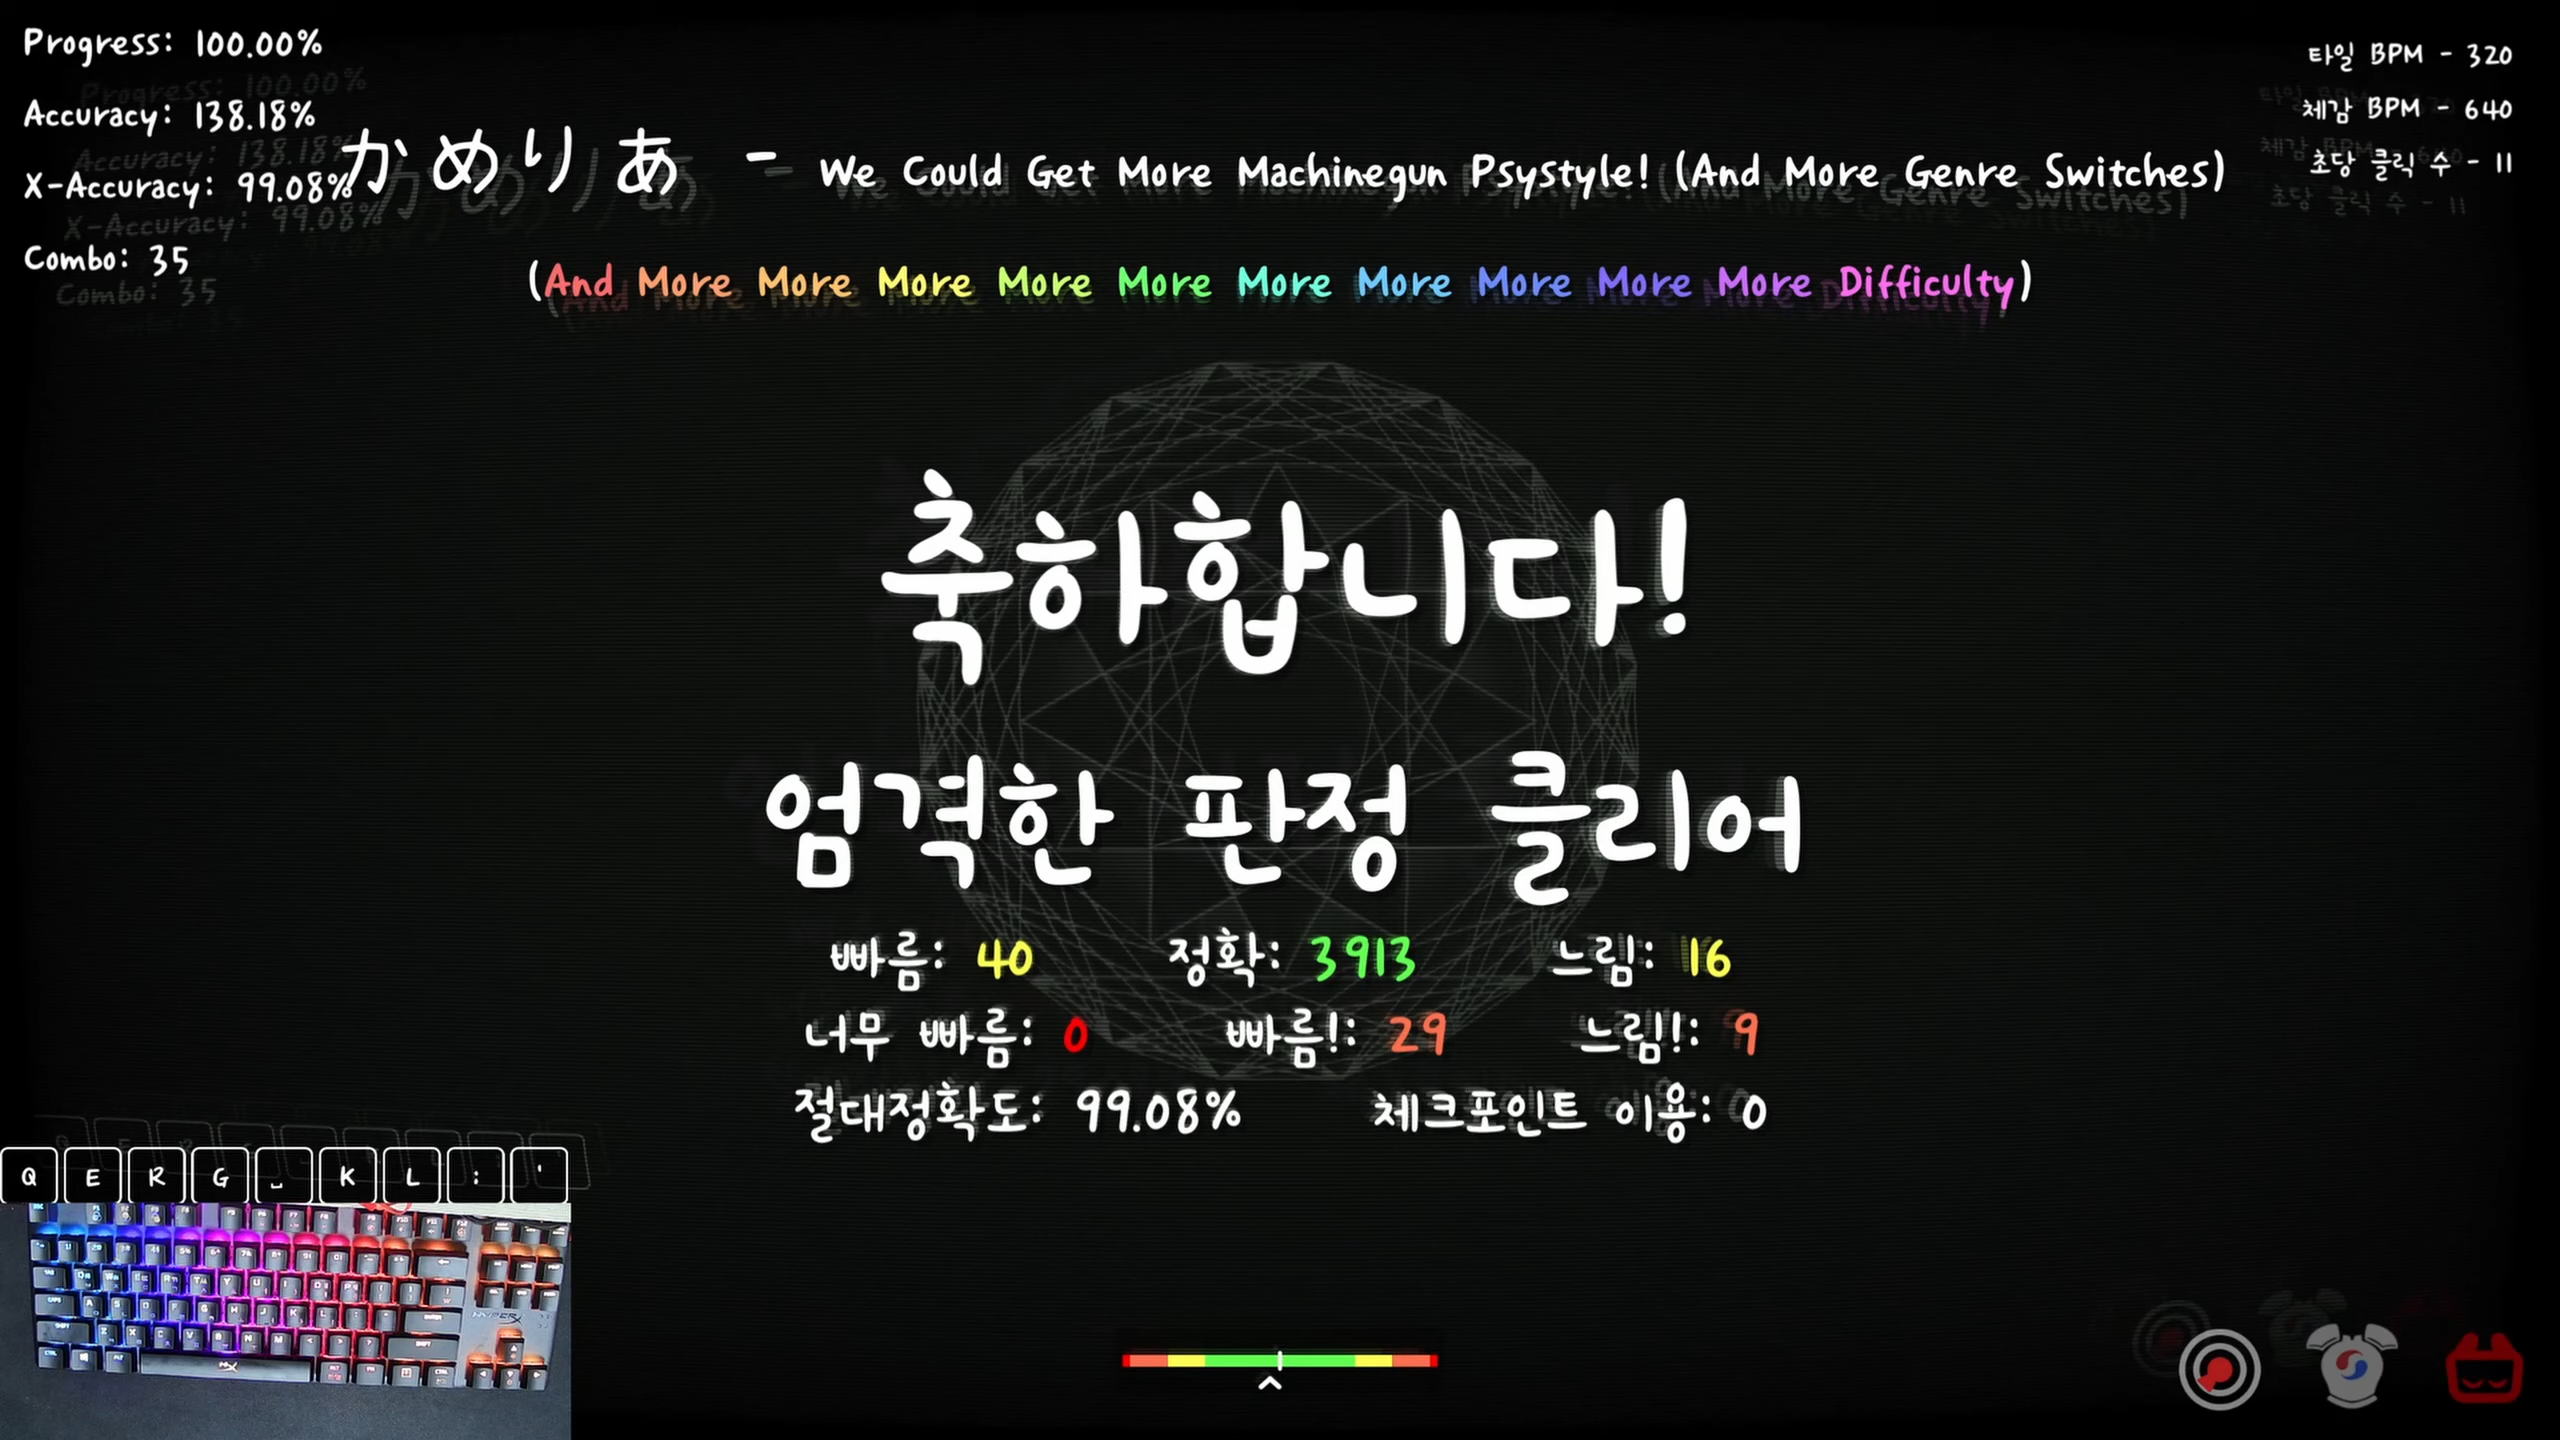 Progress: 100.00%
Accuracy: 138.18%
X-Accuracy: 99.08%
Combo: 35
타일 BPM - 320
체감 BPM - 640
초당 클릭 수 - 11
かめりあ - We Could Get More Machinegun Psystyle! (And More Genre Switches)
(And More More More More More More More More More More Difficulty)
축하합니다!
엄격한 판정 클리어
빠름: 40 정확: 3913 느림: 16
너무 빠름: 0 빠름!: 29 느림!: 9
절대정확도: 99.08% 체크포인트 이용: 0
Q E R G ␣ K L : '
HYPERX